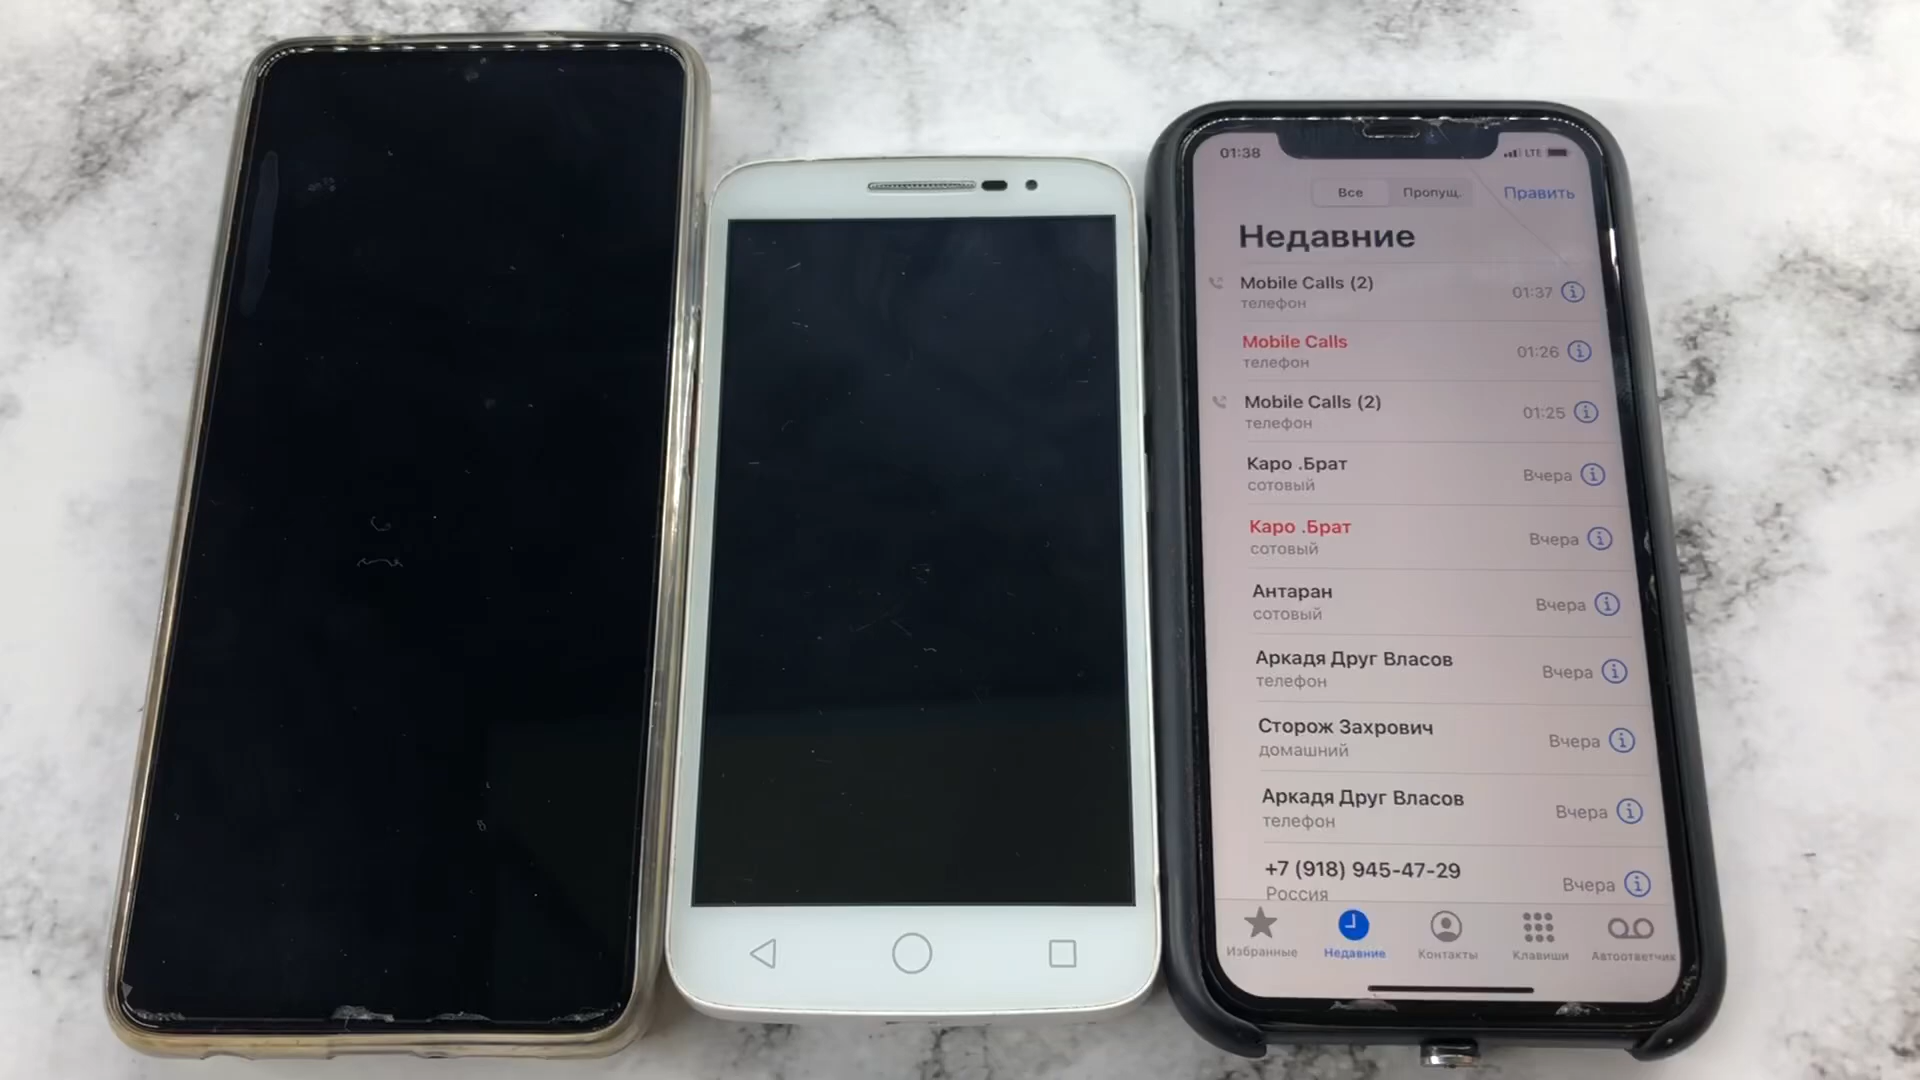 01:38 LTE
Все Пропущ. Править
Недавние
Mobile Calls (2)
телефон
01:37
Mobile Calls
телефон
01:26
Mobile Calls (2)
телефон
01:25
Каро .Брат
сотовый
Вчера
Каро .Брат
сотовый
Вчера
Антаран
сотовый
Вчера
Аркадя Друг Власов
телефон
Вчера
Сторож Захрович
домашний
Вчера
Аркадя Друг Власов
телефон
Вчера
+7 (918) 945-47-29
Россия
Вчера
Избранные Недавние Контакты Клавиши Автоответчик